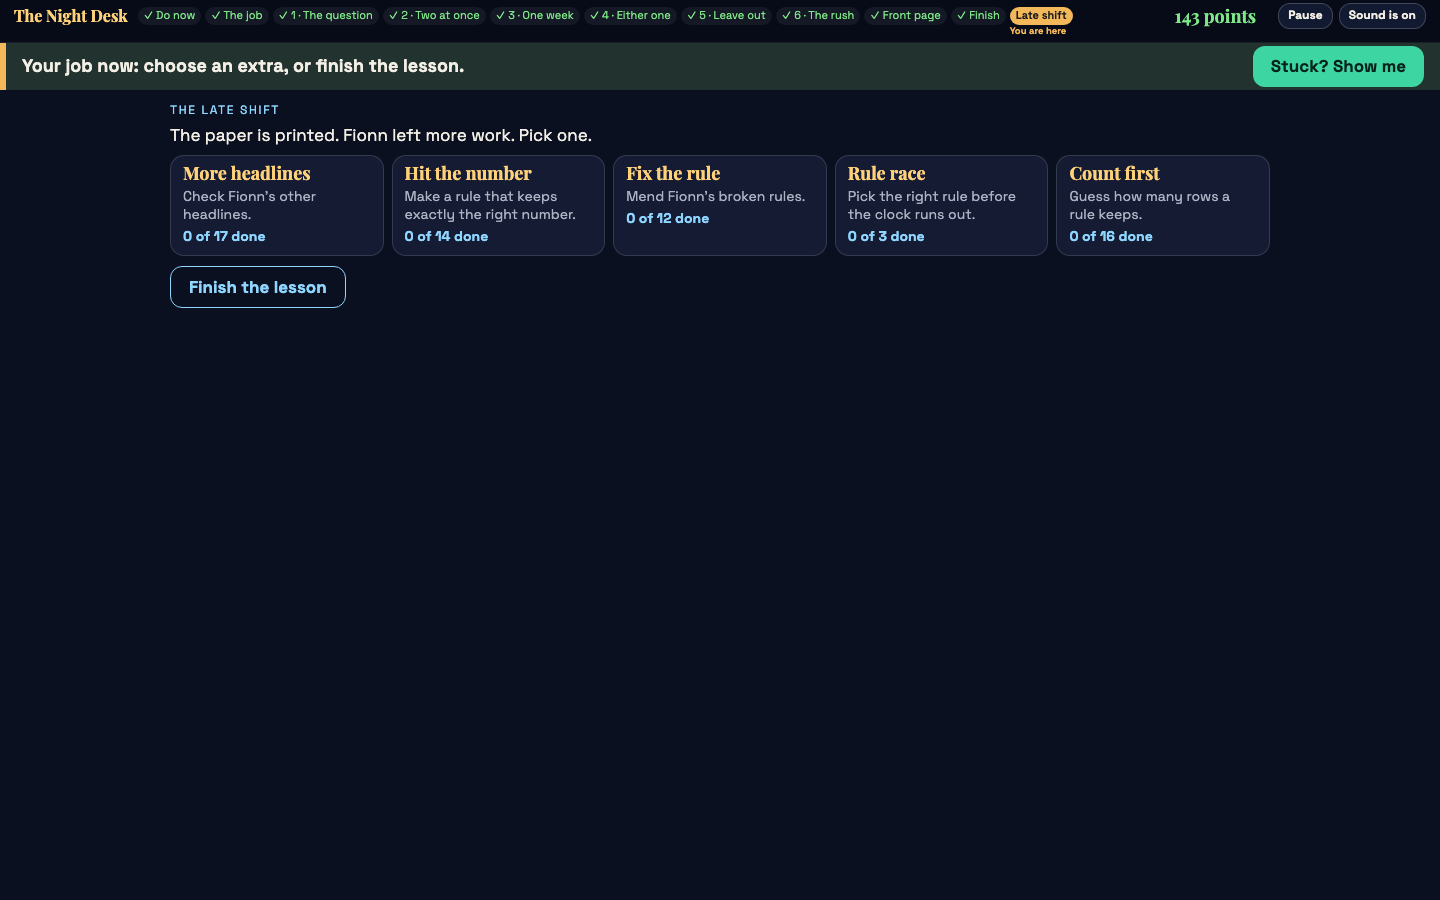 The Night Desk
✓ Do now
✓ The job
✓ 1 · The question
✓ 2 · Two at once
✓ 3 · One week
✓ 4 · Either one
✓ 5 · Leave out
✓ 6 · The rush
✓ Front page
✓ Finish
Late shift
You are here
143 points
Pause
Sound is on
Your job now: choose an extra, or finish the lesson.
Stuck? Show me
THE LATE SHIFT
The paper is printed. Fionn left more work. Pick one.
More headlines
Check Fionn's other
headlines.
0 of 17 done
Hit the number
Make a rule that keeps
exactly the right number.
0 of 14 done
Fix the rule
Mend Fionn's broken rules.
0 of 12 done
Rule race
Pick the right rule before
the clock runs out.
0 of 3 done
Count first
Guess how many rows a
rule keeps.
0 of 16 done
Finish the lesson